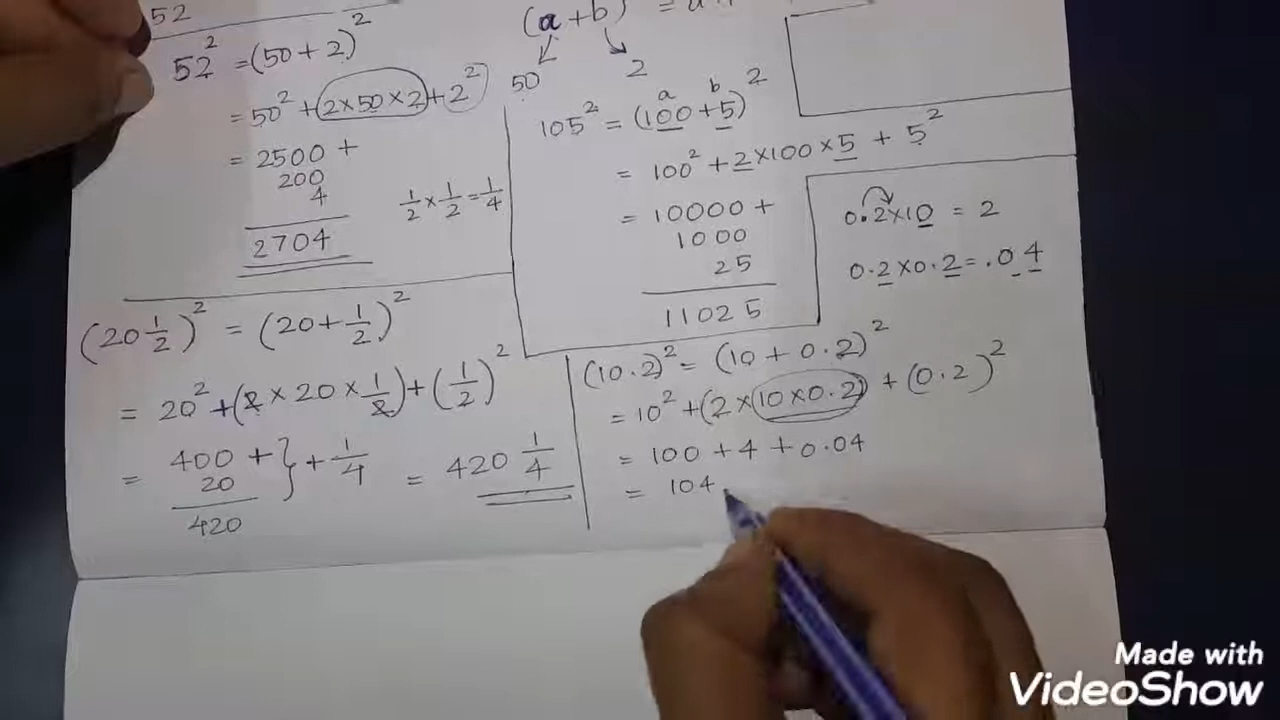 52
52² = (50 + 2)²
= 50² + (2×50×2) + 2²
= 2500 +
200
4
2704
1/2 × 1/2 = 1/4
(a+b)
50 2
a b
105² = (100 + 5)²
= 100² + 2×100×5 + 5²
= 10000 +
1000
25
11025
0.2×10 = 2
0.2×0.2 = .04
(20 1/2)² = (20 + 1/2)²
= 20² + (2 × 20 × 1/2) + (1/2)²
= 400 + } + 1/4 = 420 1/4
20
420
(10.2)² = (10 + 0.2)²
= 10² + (2 × 10×0.2) + (0.2)²
= 100 + 4 + 0.04
= 104
Made with
VideoShow